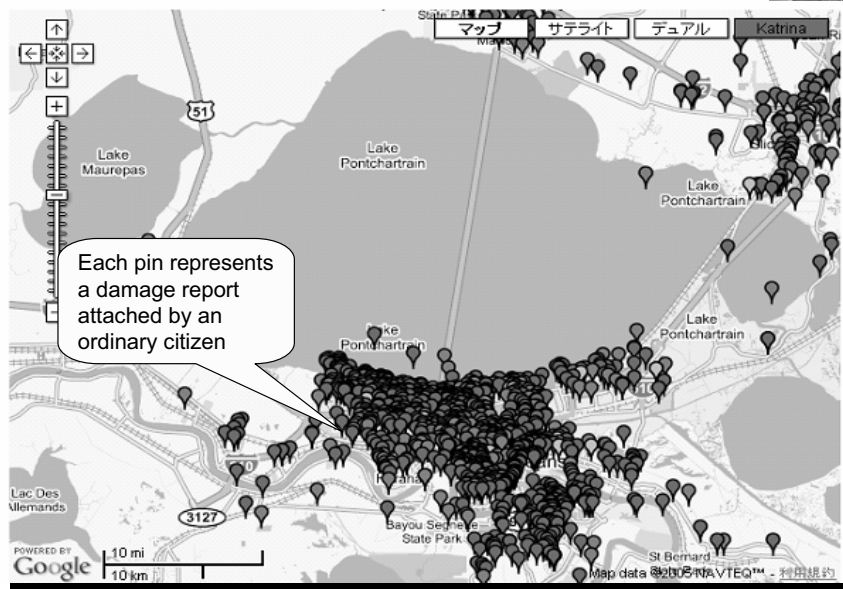 State Pa
マップ
サテライト
デュアル
Katrina
51
Lake
Maurepas
Lake
Pontchartrain
Lake
Pontchartrain
Each pin represents
a damage report
attached by an
ordinary citizen
Lake
Pontchartrain
Lake
Pontchartrain
Lac Des
Allemands
3127
Bayou Segnette
State Park
St Bernard
POWERED BY
Google
10 mi
10 km
Map data ©2005 NAVTEQ™ - 利用規約